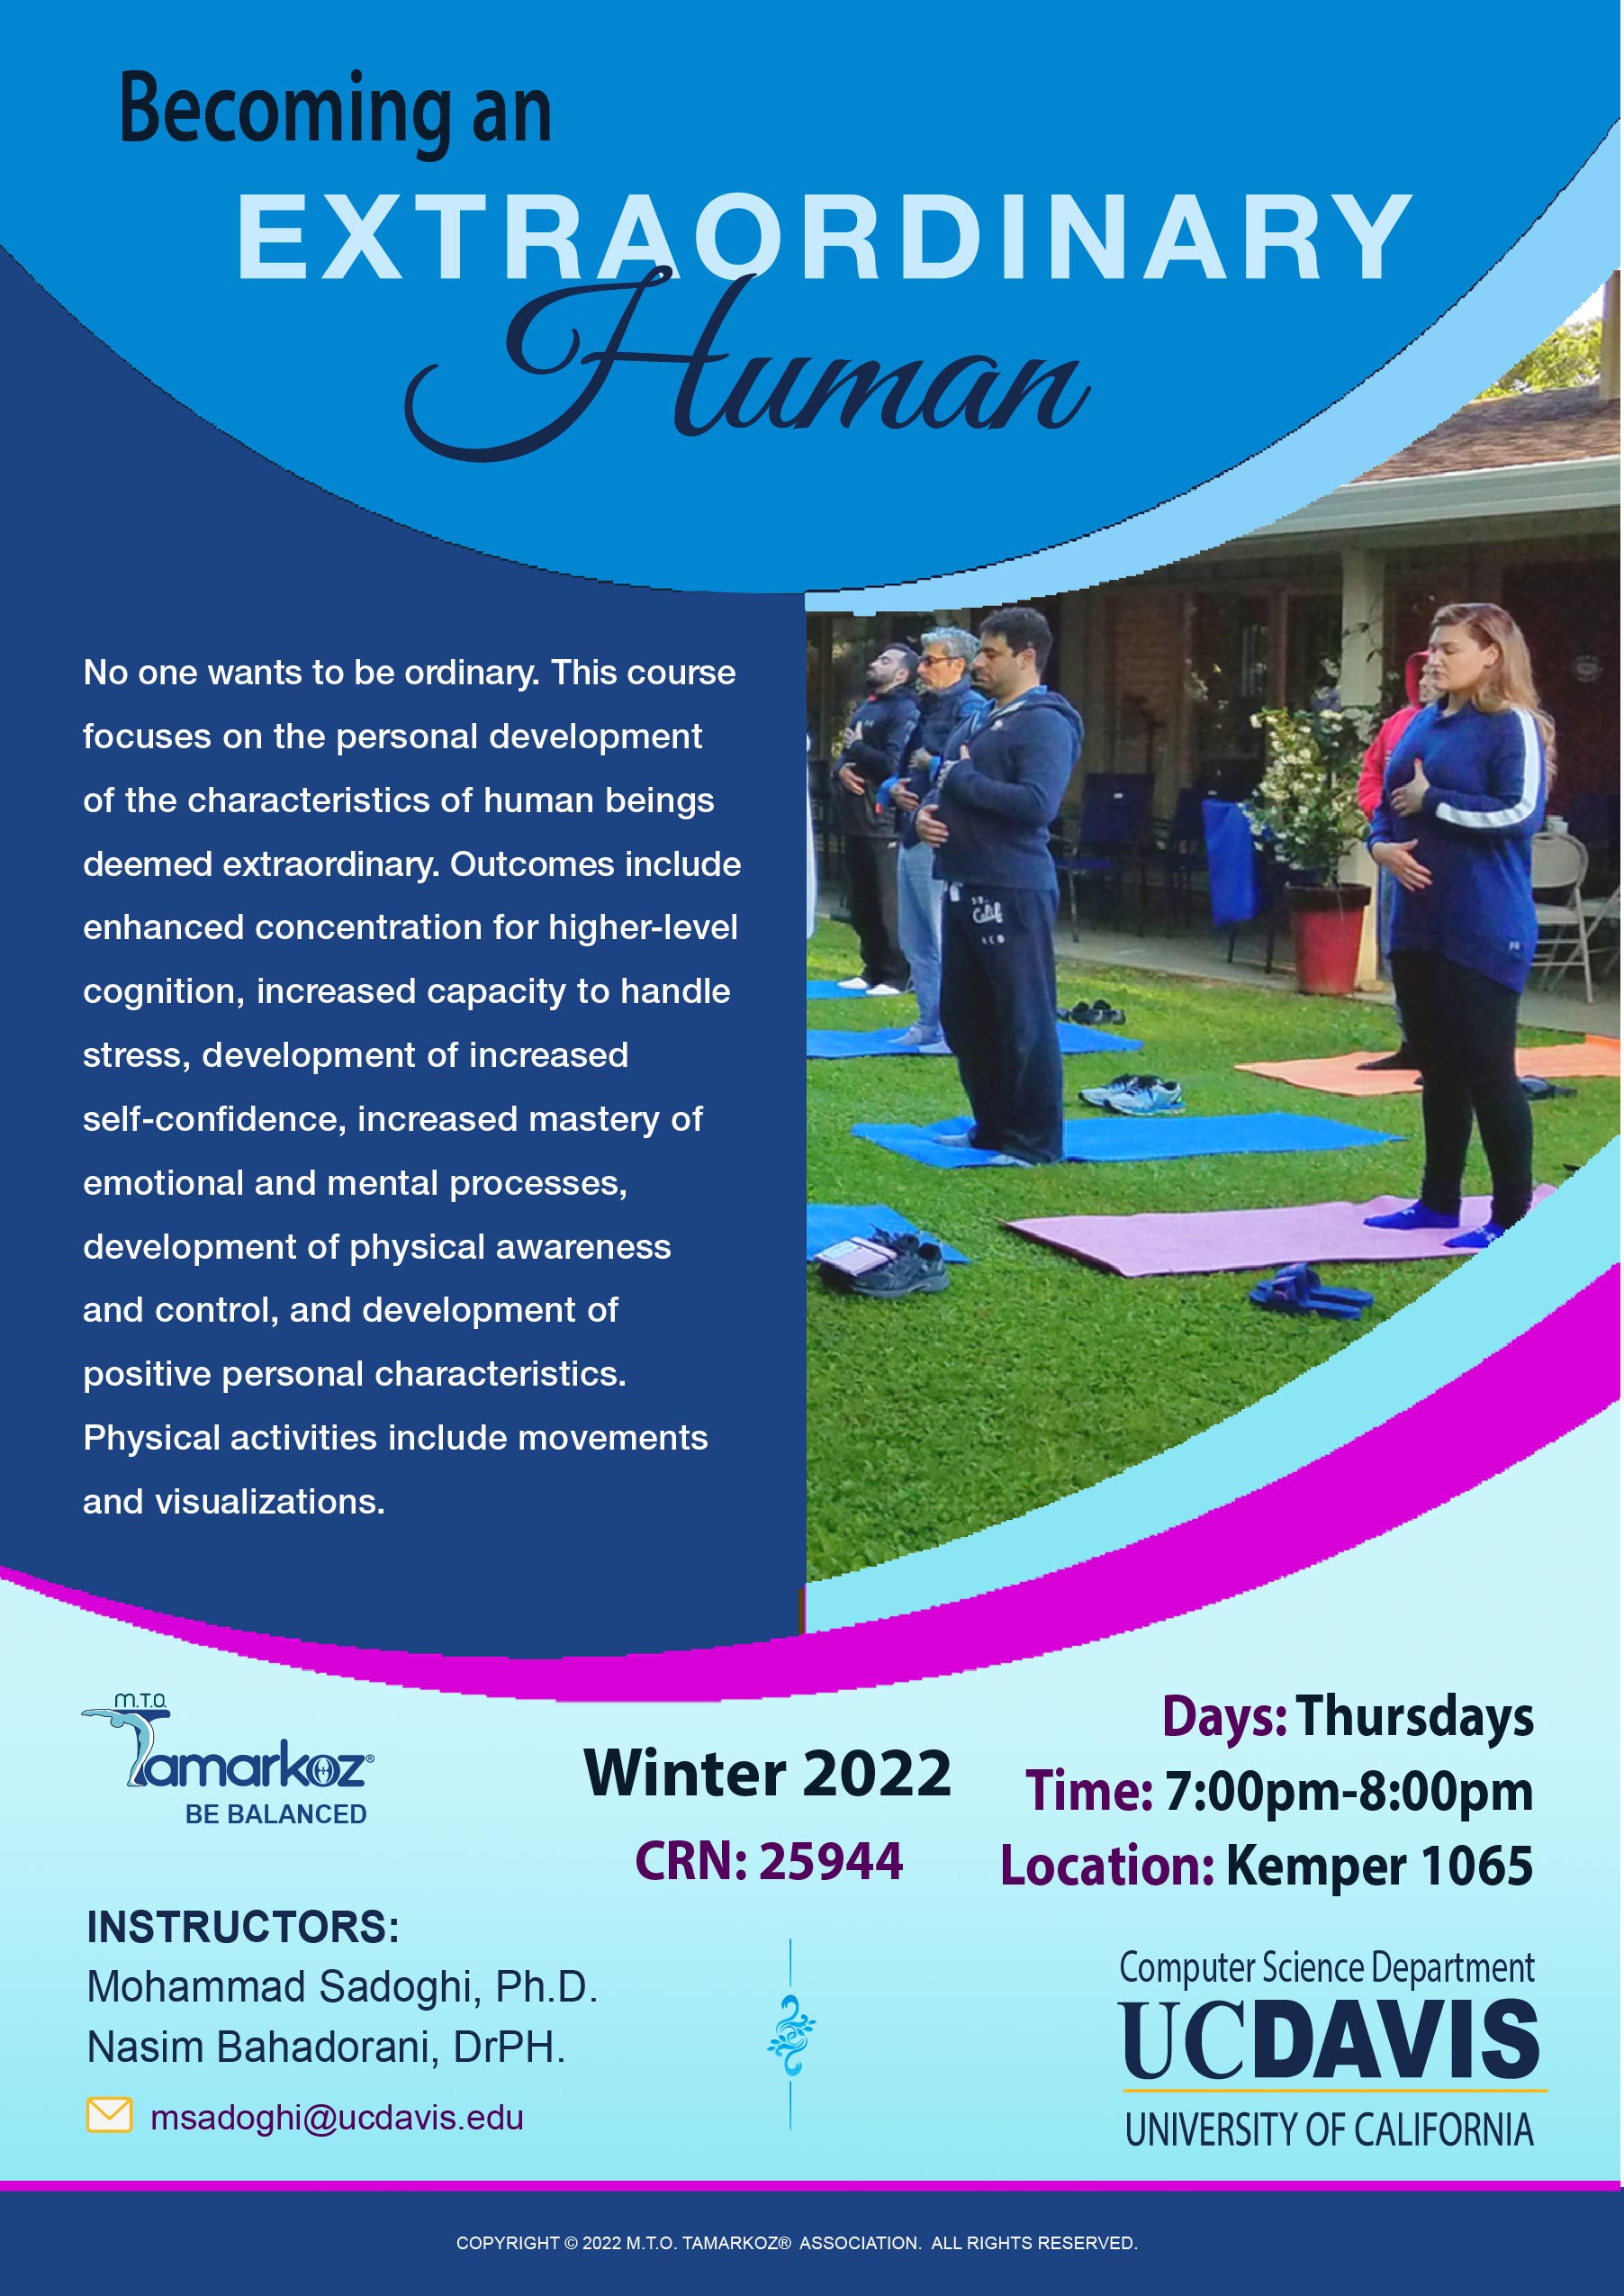 Becoming an
EXTRAORDINARY
Human
No one wants to be ordinary. This course
focuses on the personal development
of the characteristics of human beings
deemed extraordinary. Outcomes include
enhanced concentration for higher-level
cognition, increased capacity to handle
stress, development of increased
self-confidence, increased mastery of
emotional and mental processes,
development of physical awareness
and control, and development of
positive personal characteristics.
Physical activities include movements
and visualizations.
M.T.O.
Tamarkoz®
BE BALANCED
Winter 2022
CRN: 25944
Days: Thursdays
Time: 7:00pm-8:00pm
Location: Kemper 1065
INSTRUCTORS:
Mohammad Sadoghi, Ph.D.
Nasim Bahadorani, DrPH.
msadoghi@ucdavis.edu
Computer Science Department
UCDAVIS
UNIVERSITY OF CALIFORNIA
COPYRIGHT © 2022 M.T.O. TAMARKOZ® ASSOCIATION. ALL RIGHTS RESERVED.